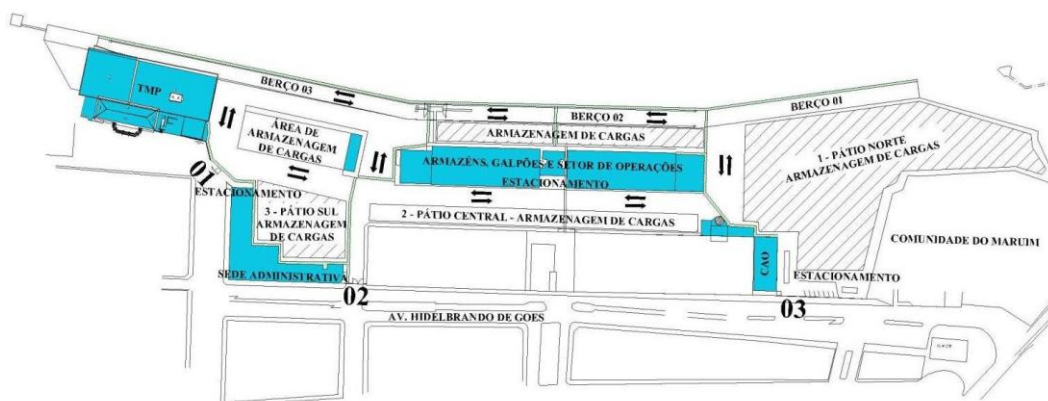 BERÇO 03
TMP
BERÇO 02
BERÇO 01
ÁREA DE
ARMAZENAGEM
DE CARGAS
ARMAZENAGEM DE CARGAS
ARMAZÉNS, GALPÕES E SETOR DE OPERAÇÕES
ESTACIONAMENTO
1 - PÁTIO NORTE
ARMAZENAGEM DE CARGAS
01
ESTACIONAMENTO
3 - PÁTIO SUL
ARMAZENAGEM
DE CARGAS
2 - PÁTIO CENTRAL - ARMAZENAGEM DE CARGAS
COMUNIDADE DO MARUIM
CAO
SEDE ADMINISTRATIVA
ESTACIONAMENTO
02
03
AV. HIDELBRANDO DE GOES